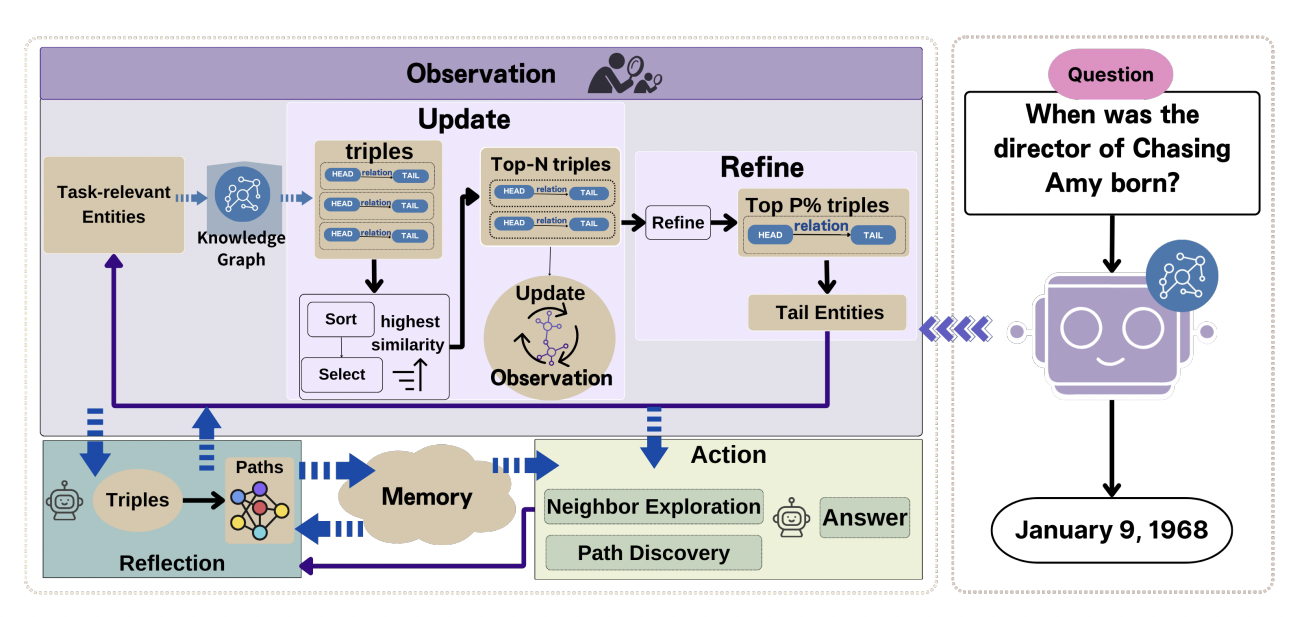 Observation
Update
Task-relevant
Entities
Knowledge
Graph
triples
HEAD relation TAIL
HEAD relation TAIL
HEAD relation TAIL
Sort
Select
highest
similarity
Top-N triples
HEAD relation TAIL
HEAD relation TAIL
Update
Observation
Refine
Refine
Top P% triples
HEAD relation TAIL
Tail Entities
Triples
Paths
Reflection
Memory
Action
Neighbor Exploration
Path Discovery
Answer
Question
When was the
director of Chasing
Amy born?
January 9, 1968